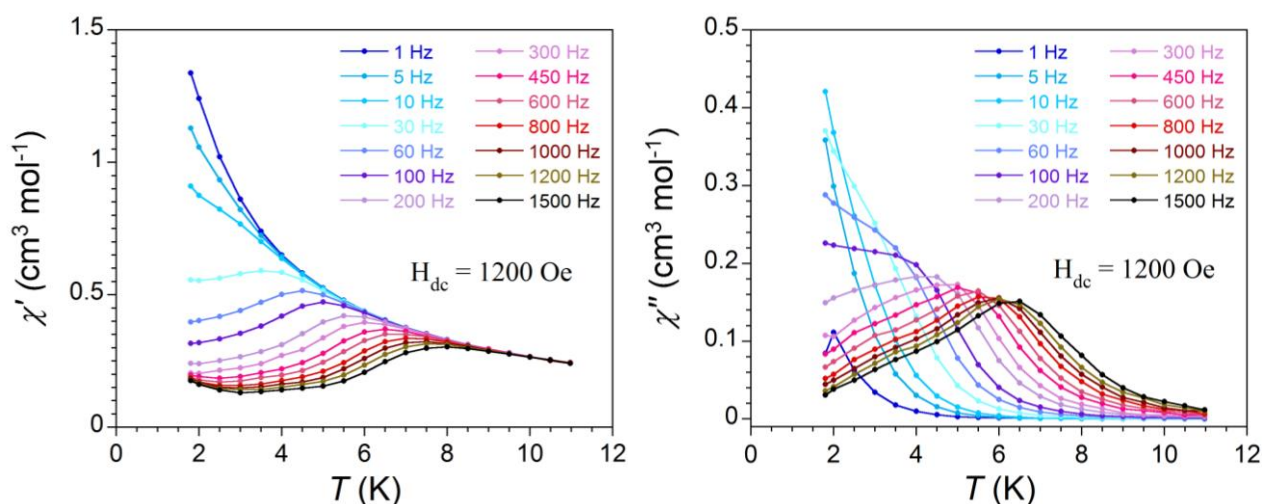 χ′ (cm³ mol⁻¹)
1.5
1
0.5
0
1 Hz 300 Hz
5 Hz 450 Hz
10 Hz 600 Hz
30 Hz 800 Hz
60 Hz 1000 Hz
100 Hz 1200 Hz
200 Hz 1500 Hz
H_dc = 1200 Oe
0 2 4 6 8 10 12
T (K)
χ″ (cm³ mol⁻¹)
0.5
0.4
0.3
0.2
0.1
0
1 Hz 300 Hz
5 Hz 450 Hz
10 Hz 600 Hz
30 Hz 800 Hz
60 Hz 1000 Hz
100 Hz 1200 Hz
200 Hz 1500 Hz
H_dc = 1200 Oe
0 2 4 6 8 10 12
T (K)